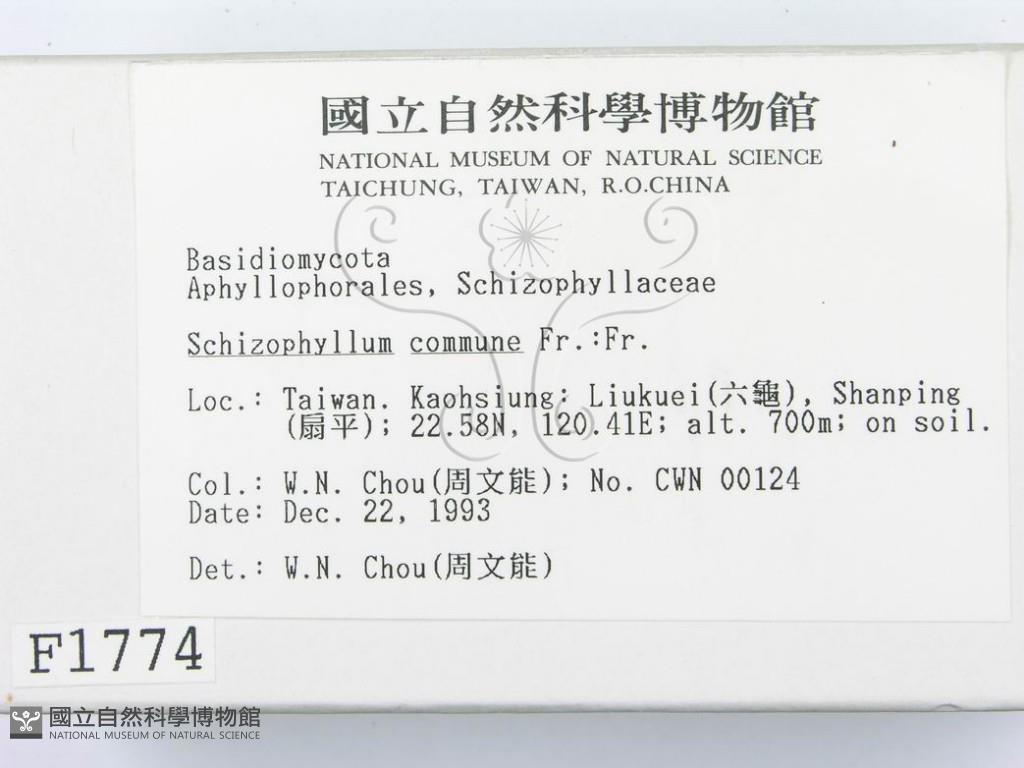 國立自然科學博物館
NATIONAL MUSEUM OF NATURAL SCIENCE
TAICHUNG, TAIWAN, R.O.CHINA
Basidiomycota
Aphyllophorales, Schizophyllaceae
Schizophyllum commune Fr.:Fr.
Loc.: Taiwan. Kaohsiung: Liukuei(六龜), Shanping
(扇平); 22.58N, 120.41E; alt. 700m; on soil.
Col.: W.N. Chou(周文能); No. CWN 00124
Date: Dec. 22, 1993
Det.: W.N. Chou(周文能)
F1774
國立自然科學博物館
NATIONAL MUSEUM OF NATURAL SCIENCE